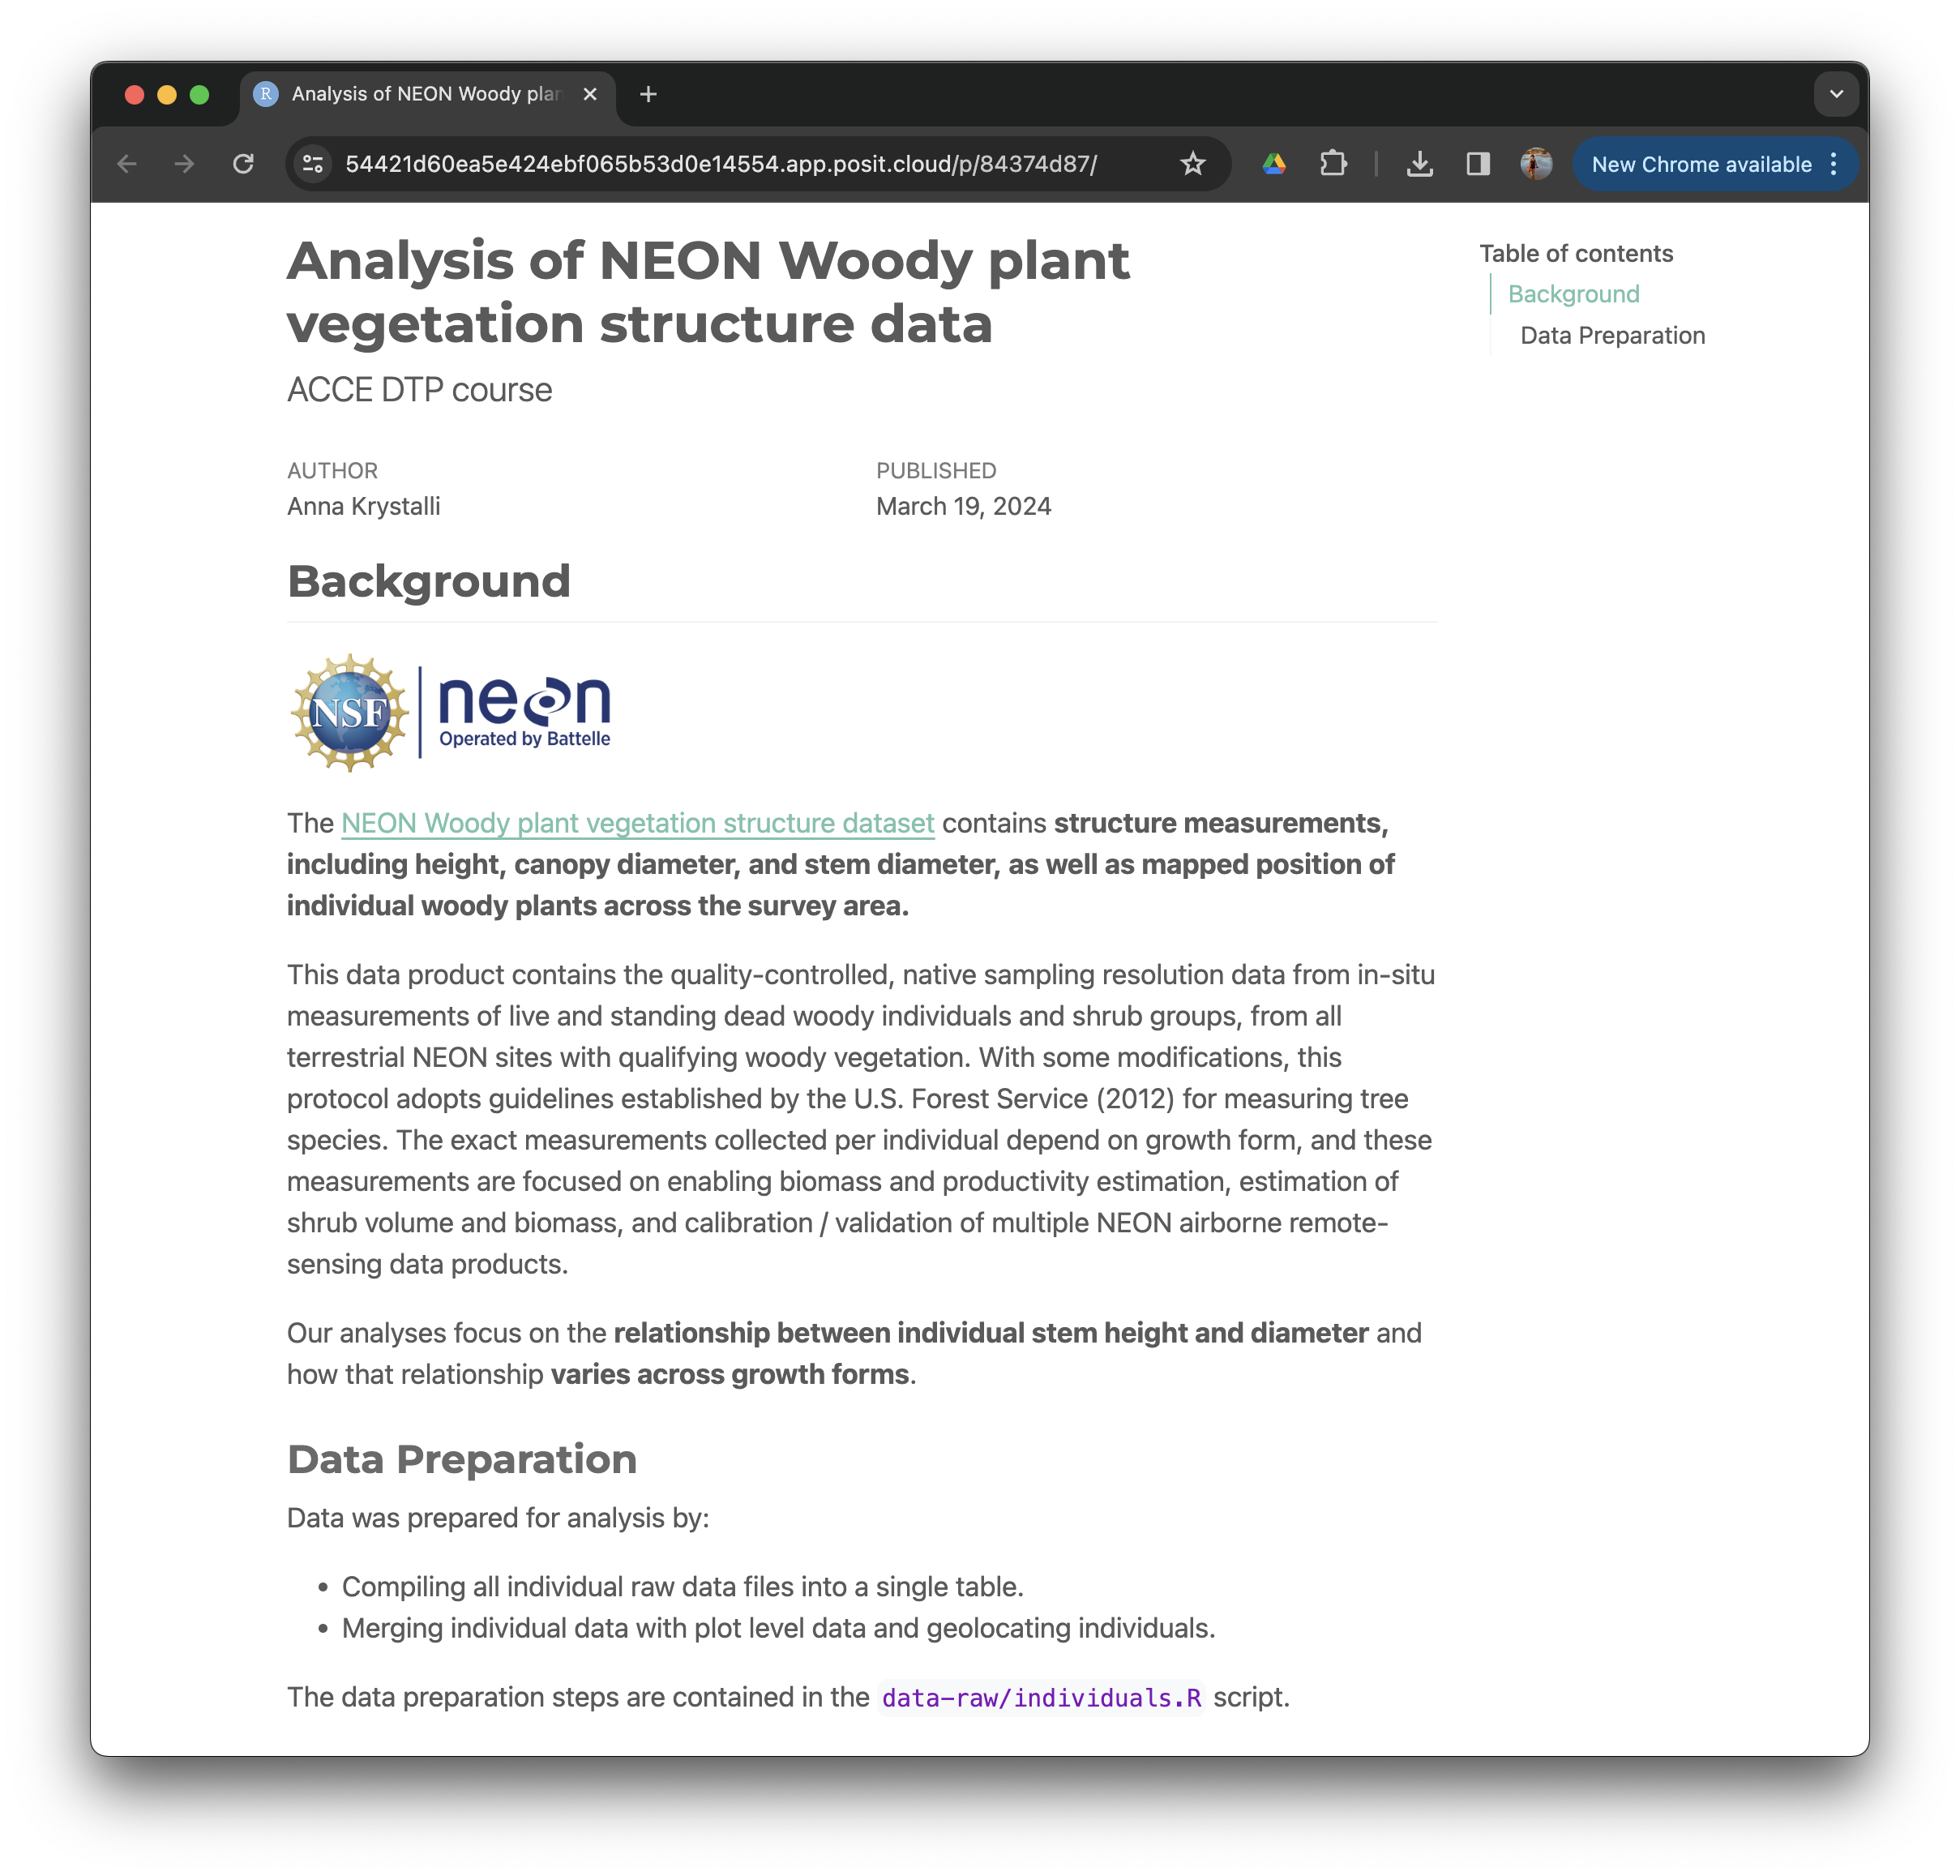 R Analysis of NEON Woody plan
54421d60ea5e424ebf065b53d0e14554.app.posit.cloud/p/84374d87/
New Chrome available
Analysis of NEON Woody plant
vegetation structure data
ACCE DTP course
Table of contents
Background
Data Preparation
AUTHOR
Anna Krystalli
PUBLISHED
March 19, 2024
Background
NSF
neon
Operated by Battelle
The NEON Woody plant vegetation structure dataset contains structure measurements,
including height, canopy diameter, and stem diameter, as well as mapped position of
individual woody plants across the survey area.
This data product contains the quality-controlled, native sampling resolution data from in-situ
measurements of live and standing dead woody individuals and shrub groups, from all
terrestrial NEON sites with qualifying woody vegetation. With some modifications, this
protocol adopts guidelines established by the U.S. Forest Service (2012) for measuring tree
species. The exact measurements collected per individual depend on growth form, and these
measurements are focused on enabling biomass and productivity estimation, estimation of
shrub volume and biomass, and calibration / validation of multiple NEON airborne remote-
sensing data products.
Our analyses focus on the relationship between individual stem height and diameter and
how that relationship varies across growth forms.
Data Preparation
Data was prepared for analysis by:
• Compiling all individual raw data files into a single table.
• Merging individual data with plot level data and geolocating individuals.
The data preparation steps are contained in the data-raw/individuals.R script.